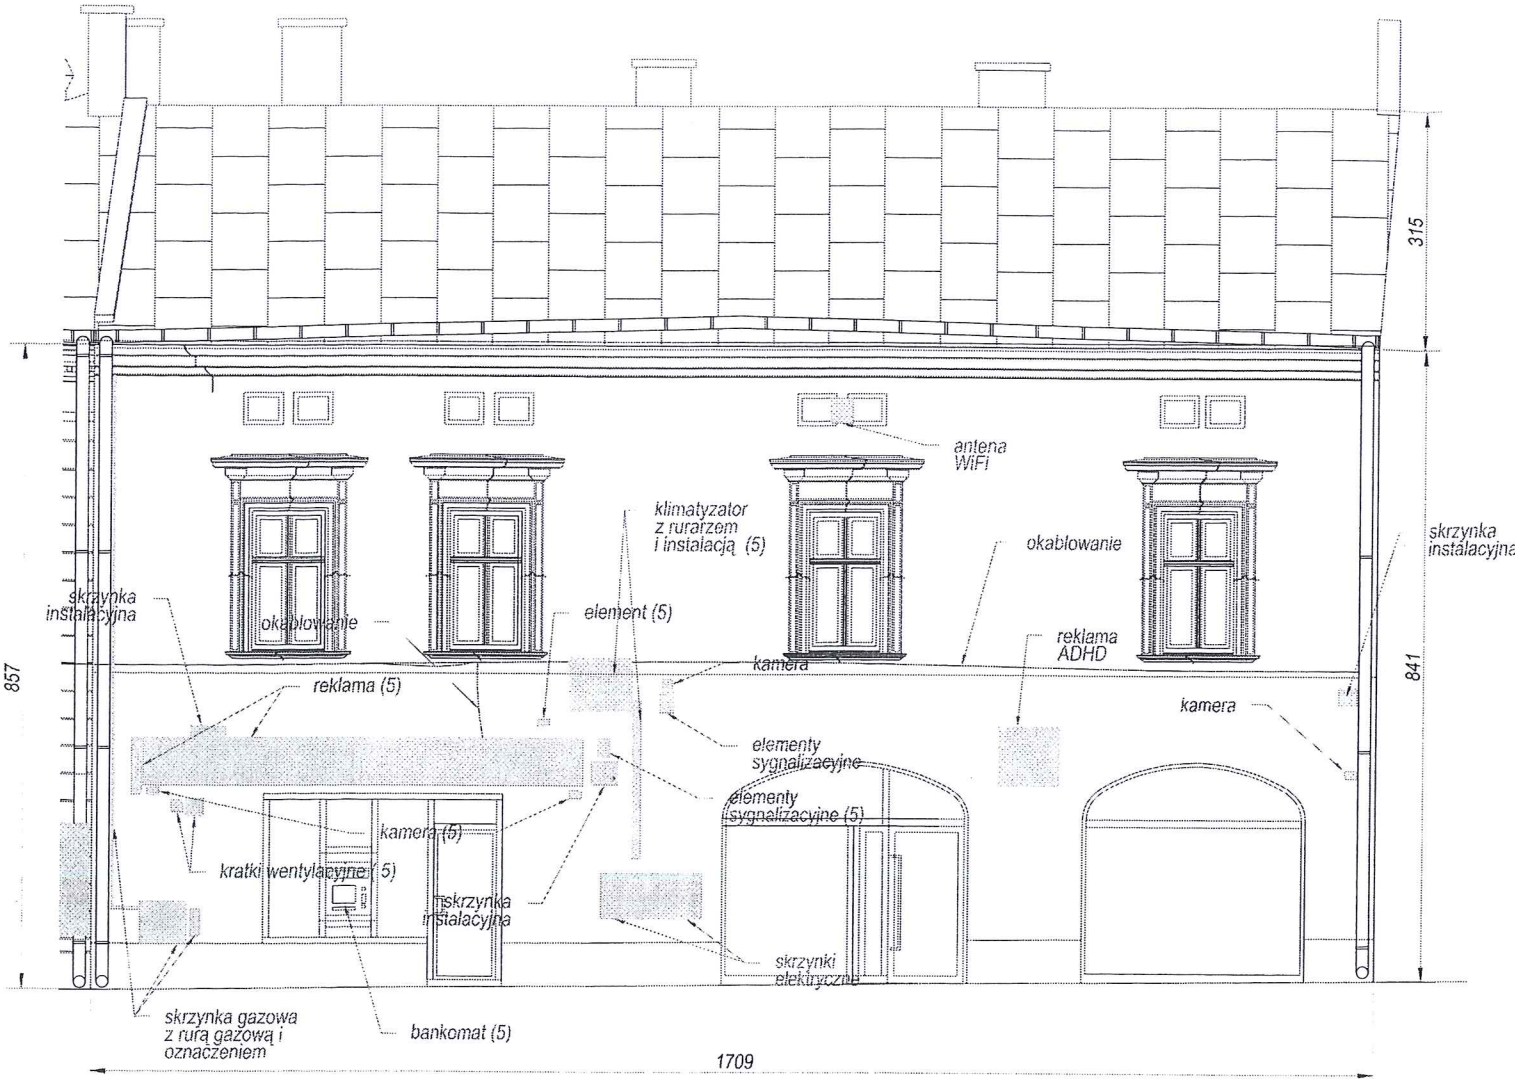 315
antena
WiFi
klimatyzator
z rurarzem
i instalacją (5)
okablowanie
skrzynka
instalacyjna
skrzynka
instalacyjna
okablowanie
element (5)
reklama
ADHD
kamera
857
841
reklama (5)
kamera
elementy
sygnalizacyjne
elementy
sygnalizacyjne (5)
kamera (5)
kratki wentylacyjne (5)
skrzynka
instalacyjna
skrzynki
elektryczne
skrzynka gazowa
z rurą gazową i
oznaczeniem
bankomat (5)
1709